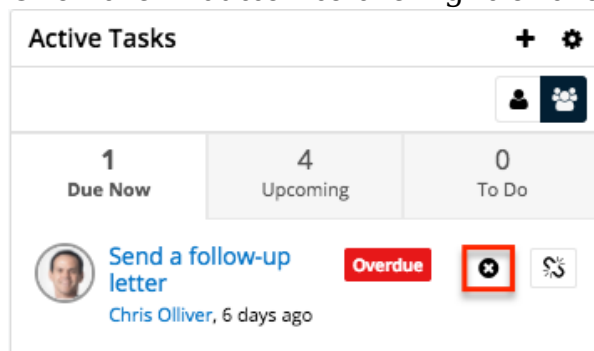 Active Tasks
1
Due Now
4
Upcoming
0
To Do
Send a follow-up
letter
Overdue
Chris Olliver, 6 days ago